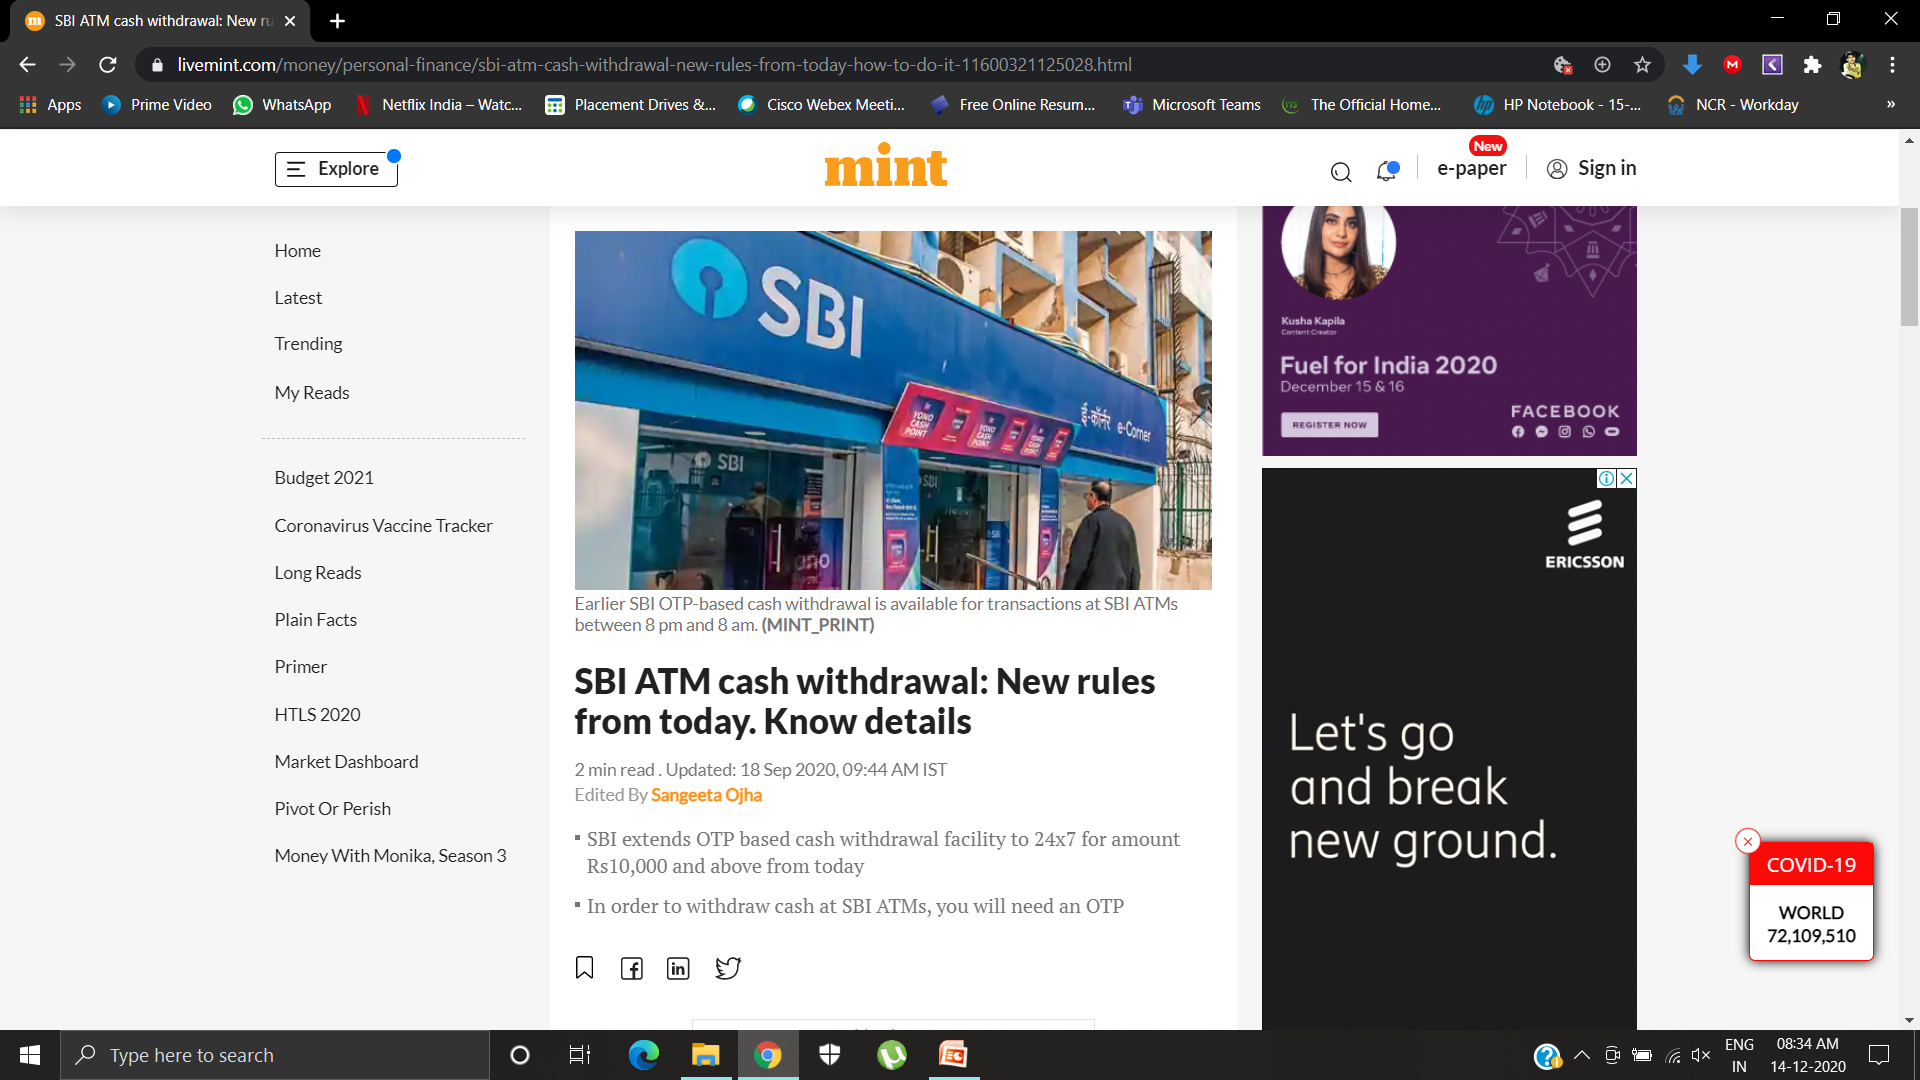 SBI ATM cash withdrawal: New ru
livemint.com/money/personal-finance/sbi-atm-cash-withdrawal-new-rules-from-today-how-to-do-it-11600321125028.html
Apps
Prime Video
WhatsApp
Netflix India – Watc...
Placement Drives &...
Cisco Webex Meeti...
Free Online Resum...
Microsoft Teams
The Official Home...
HP Notebook - 15-...
NCR - Workday
»
Explore
mint
New
e-paper
Sign in
Home
Latest
Trending
My Reads
Budget 2021
Coronavirus Vaccine Tracker
Long Reads
Plain Facts
Primer
HTLS 2020
Market Dashboard
Pivot Or Perish
Money With Monika, Season 3
SBI
YONO
CASH
POINT
YONO
CASH
POINT
ई-कॉर्नर e-Corner
SBI
SBI
Earlier SBI OTP-based cash withdrawal is available for transactions at SBI ATMs
between 8 pm and 8 am. (MINT_PRINT)
SBI ATM cash withdrawal: New rules
from today. Know details
2 min read . Updated: 18 Sep 2020, 09:44 AM IST
Edited By Sangeeta Ojha
SBI extends OTP based cash withdrawal facility to 24x7 for amount
Rs10,000 and above from today
In order to withdraw cash at SBI ATMs, you will need an OTP
Kusha Kapila
Content Creator
Fuel for India 2020
December 15 & 16
REGISTER NOW
FACEBOOK
ERICSSON
Let's go
and break
new ground.
COVID-19
WORLD
72,109,510
Type here to search
ENG
IN
08:34 AM
14-12-2020